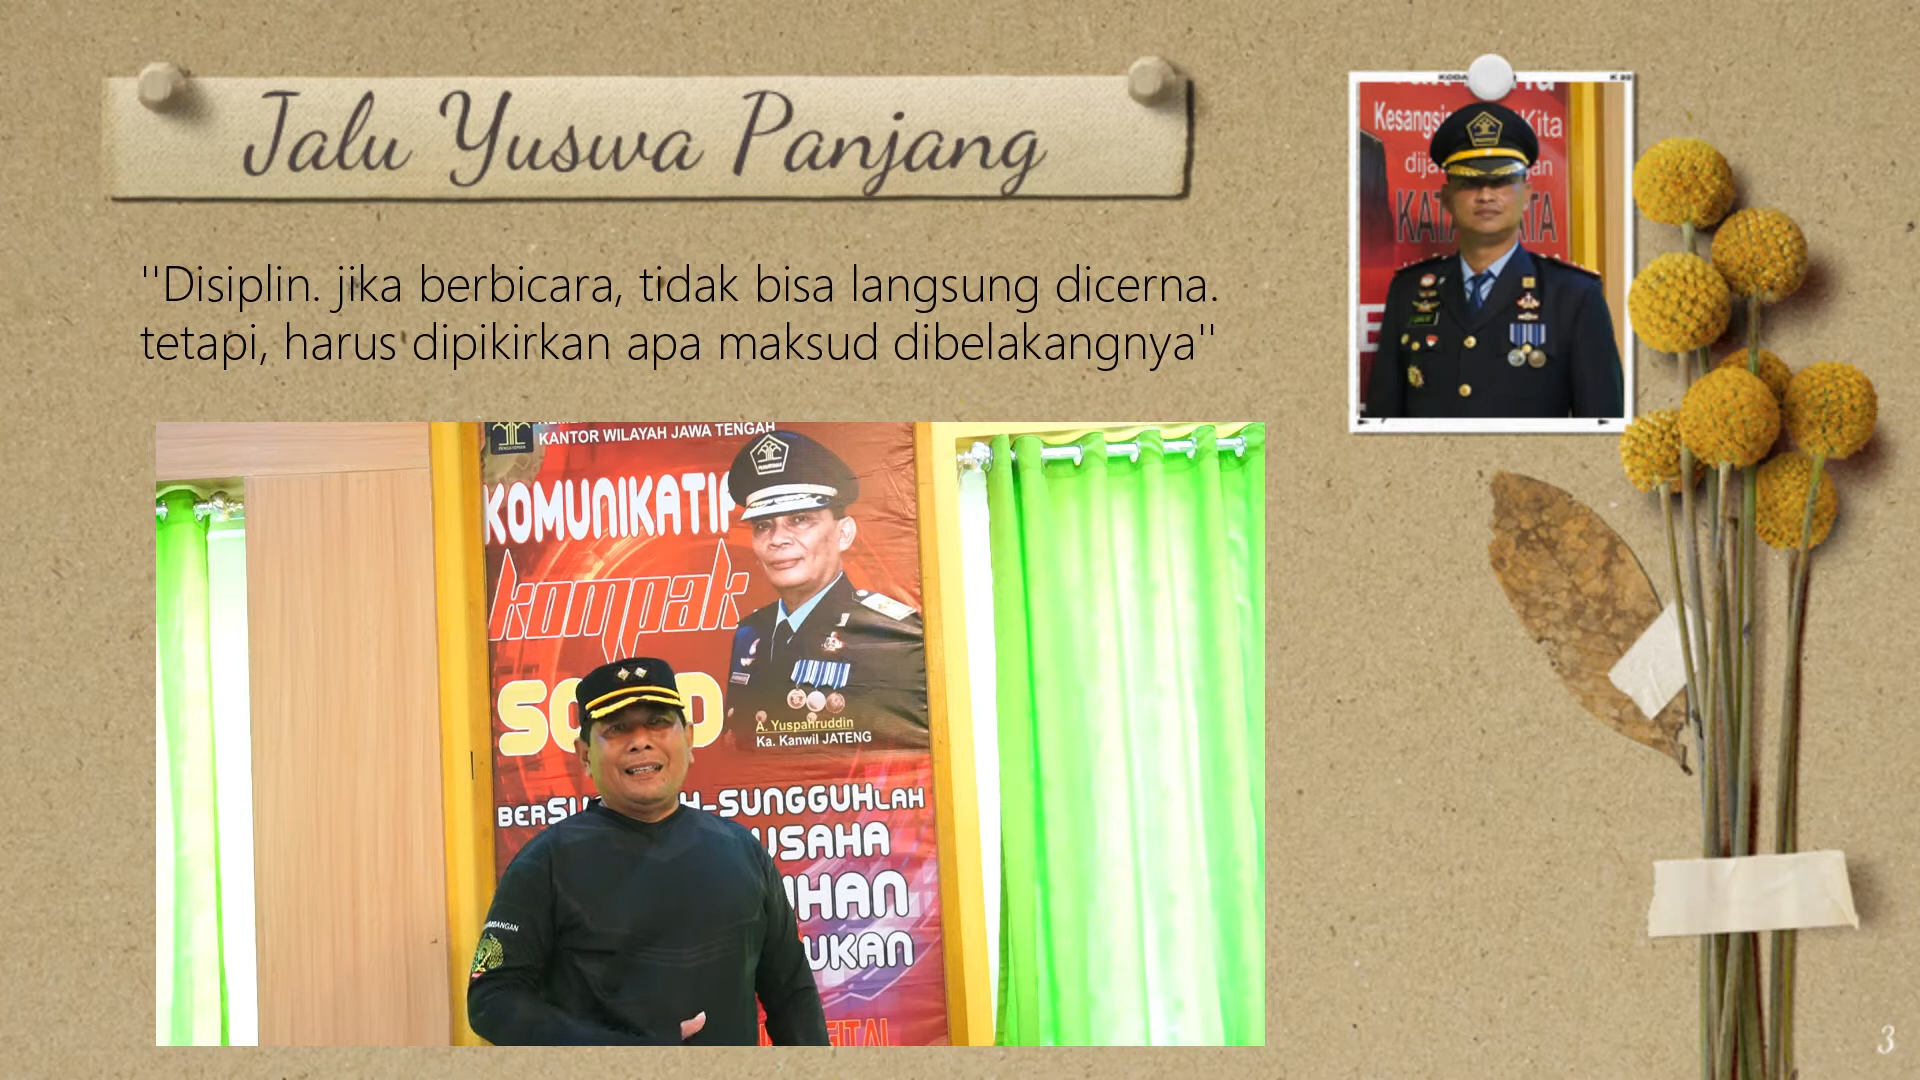 Jalu Yuswa Panjang
"Disiplin. jika berbicara, tidak bisa langsung dicerna.
tetapi, harus dipikirkan apa maksud dibelakangnya"
Kita
KANTOR WILAYAH JAWA TENGAH
KOMUNIKATIF
kompak
A. Yuspahruddin
Ka. Kanwil JATENG
-SUNGGUHLAH
3